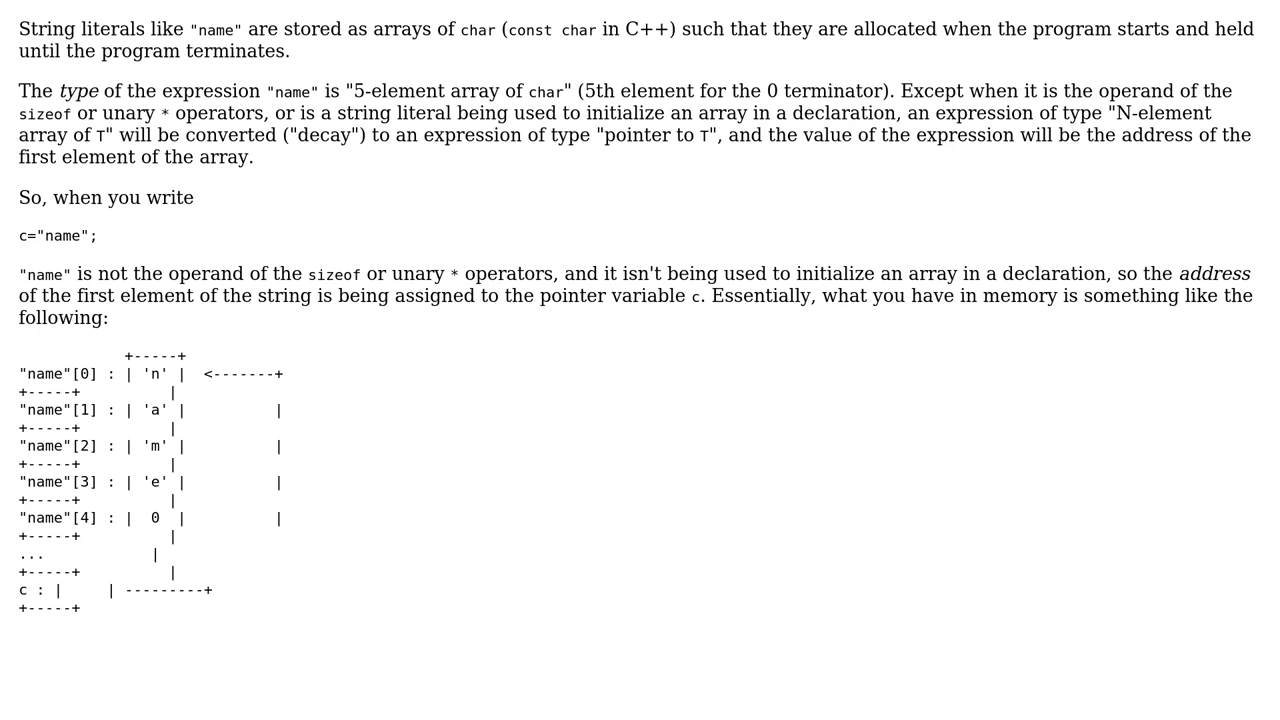 String literals like "name" are stored as arrays of char (const char in C++) such that they are allocated when the program starts and held
until the program terminates.
The type of the expression "name" is "5-element array of char" (5th element for the 0 terminator). Except when it is the operand of the
sizeof or unary * operators, or is a string literal being used to initialize an array in a declaration, an expression of type "N-element
array of T" will be converted ("decay") to an expression of type "pointer to T", and the value of the expression will be the address of the
first element of the array.
So, when you write
c="name";
"name" is not the operand of the sizeof or unary * operators, and it isn't being used to initialize an array in a declaration, so the address
of the first element of the string is being assigned to the pointer variable c. Essentially, what you have in memory is something like the
following:
            +-----+
"name"[0] : | 'n' |  <-------+
+-----+          |
"name"[1] : | 'a' |          |
+-----+          |
"name"[2] : | 'm' |          |
+-----+          |
"name"[3] : | 'e' |          |
+-----+          |
"name"[4] : |  0  |          |
+-----+          |
...            |
+-----+          |
c : |     | ---------+
+-----+